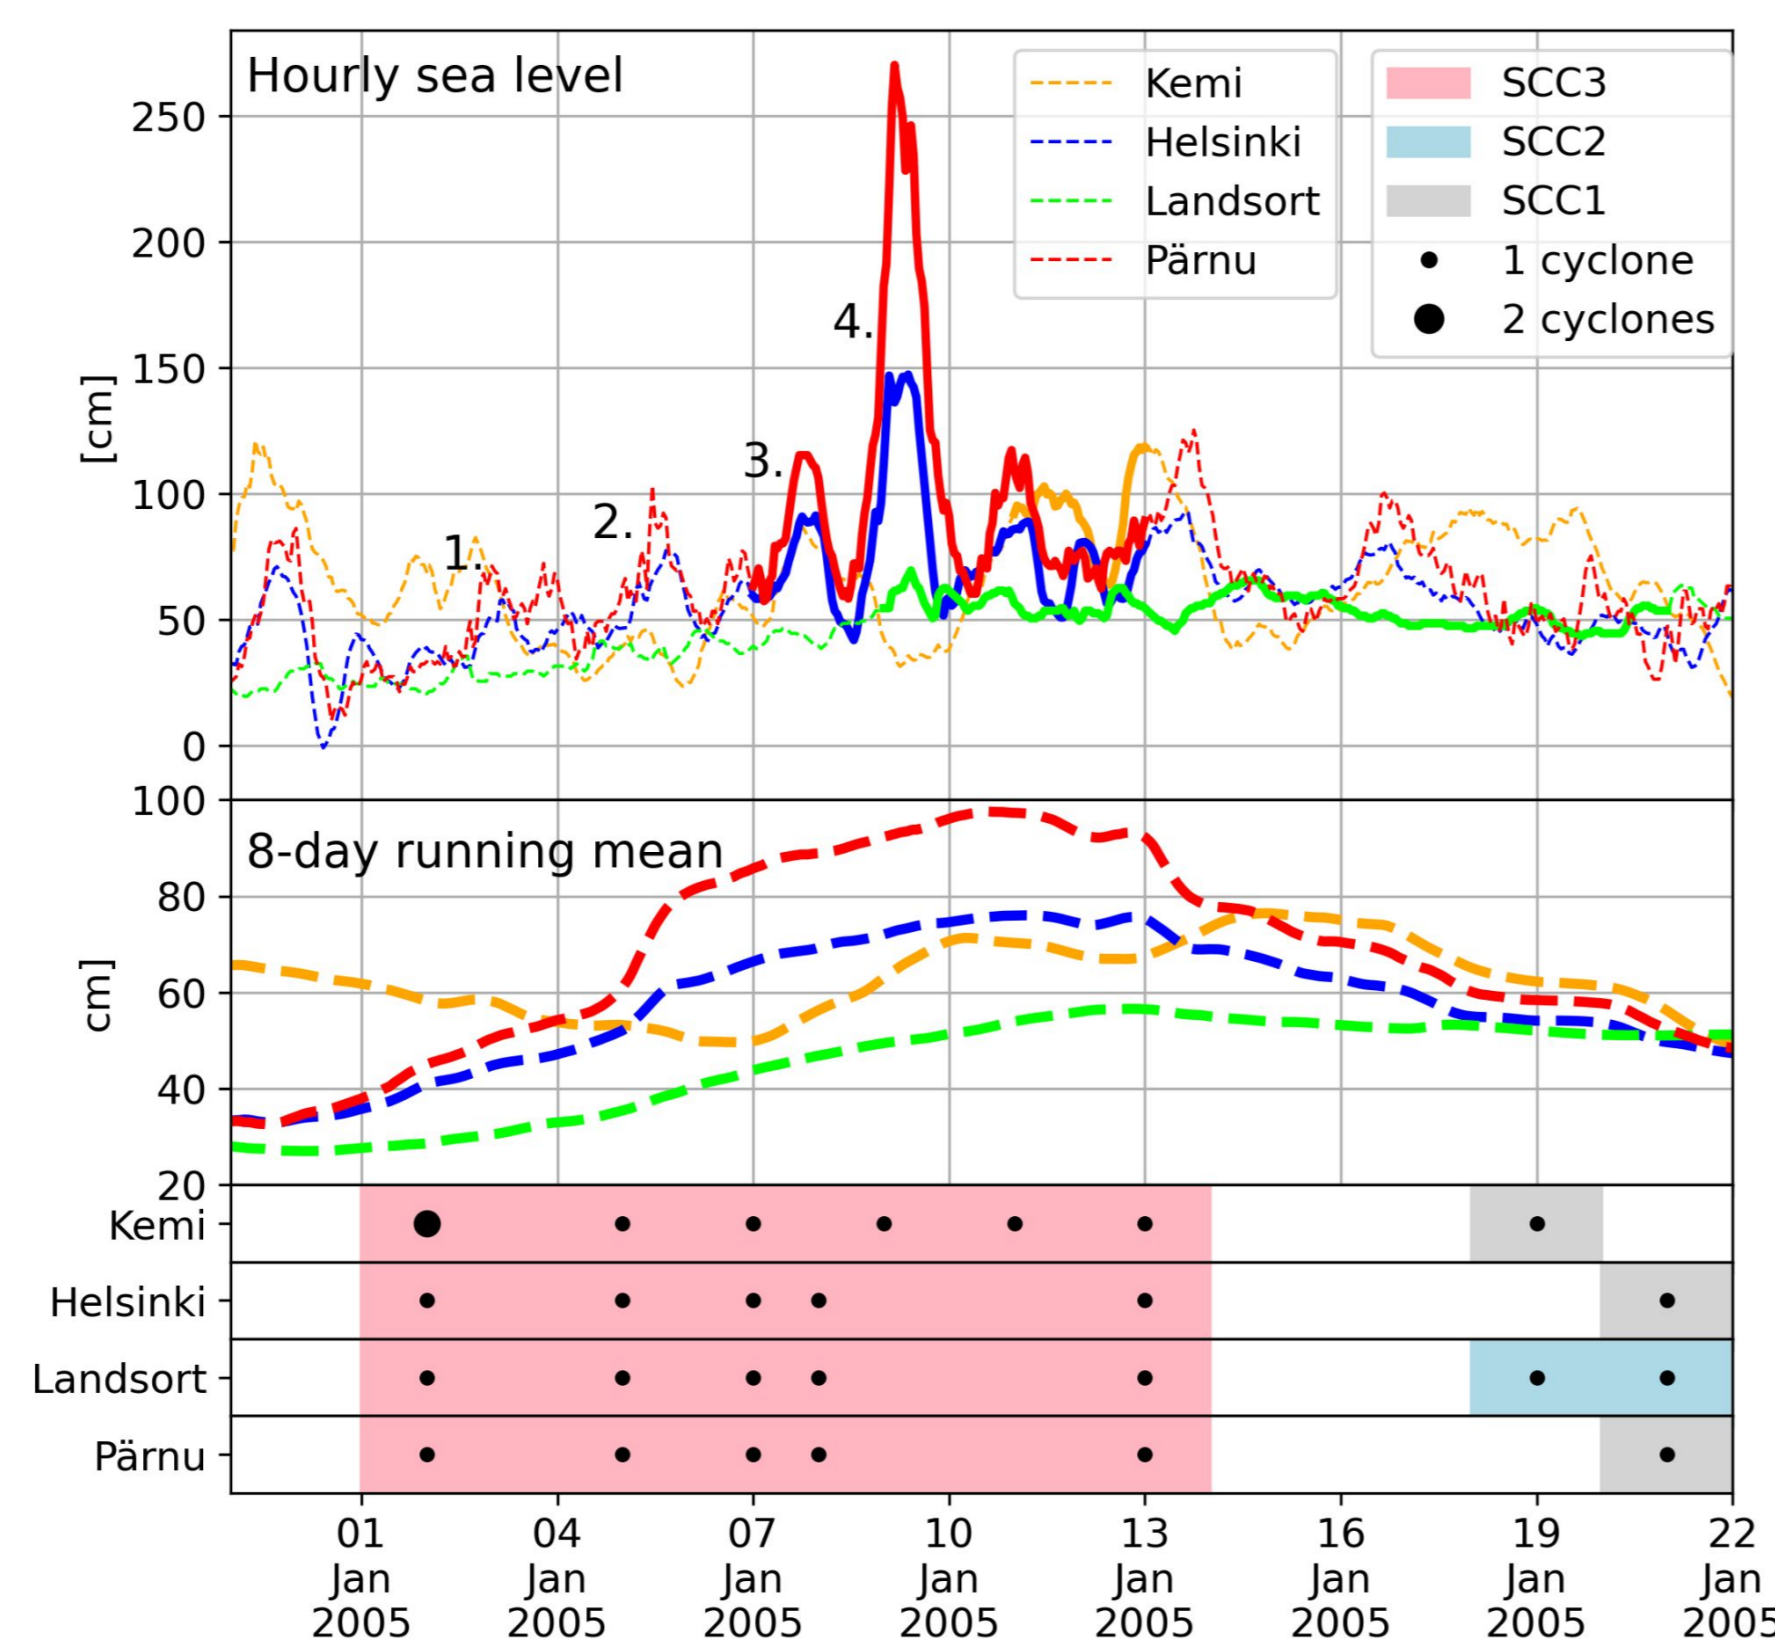 Hourly sea level
Kemi
Helsinki
Landsort
Pärnu
SCC3
SCC2
SCC1
1 cyclone
2 cyclones
250
200
150
100
50
0
[cm]
1.
2.
3.
4.
8-day running mean
100
80
60
40
20
cm]
Kemi
Helsinki
Landsort
Pärnu
01 04 07 10 13 16 19 22
Jan Jan Jan Jan Jan Jan Jan Jan
2005 2005 2005 2005 2005 2005 2005 2005